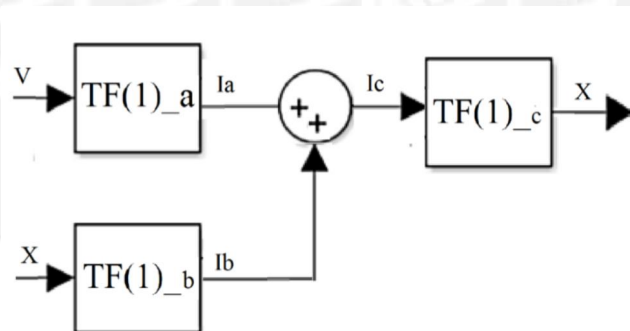 V
TF(1)_a
Ia
+
+
Ic
TF(1)_c
X
X
TF(1)_b
Ib